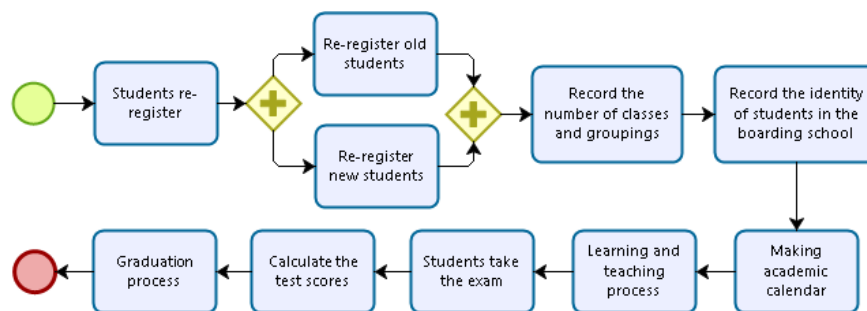 Students re-
register
Re-register old
students
Re-register
new students
Record the
number of classes
and groupings
Record the identity
of students in the
boarding school
Graduation
process
Calculate the
test scores
Students take
the exam
Learning and
teaching
process
Making
academic
calendar